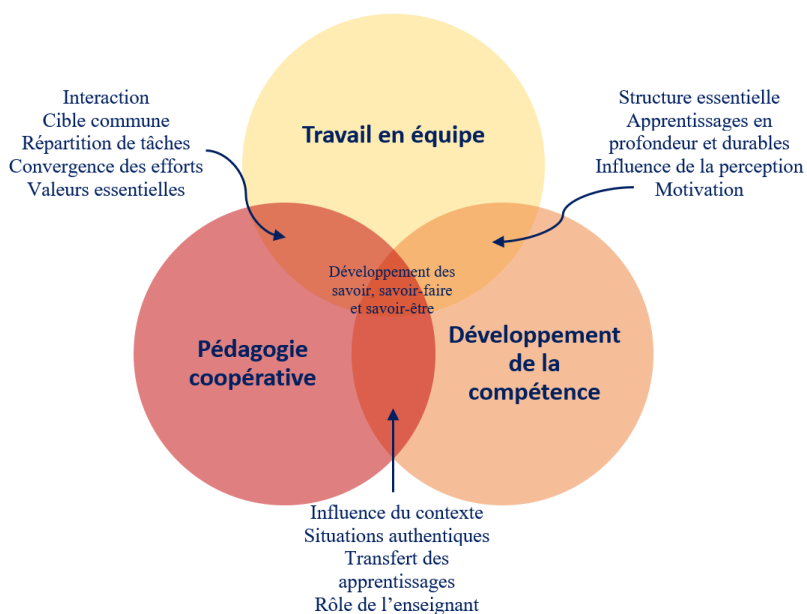 Interaction
Cible commune
Répartition de tâches
Convergence des efforts
Valeurs essentielles
Travail en équipe
Structure essentielle
Apprentissages en
profondeur et durables
Influence de la perception
Motivation
Développement des
savoir, savoir-faire
et savoir-être
Pédagogie
coopérative
Développement
de la
compétence
Influence du contexte
Situations authentiques
Transfert des
apprentissages
Rôle de l’enseignant